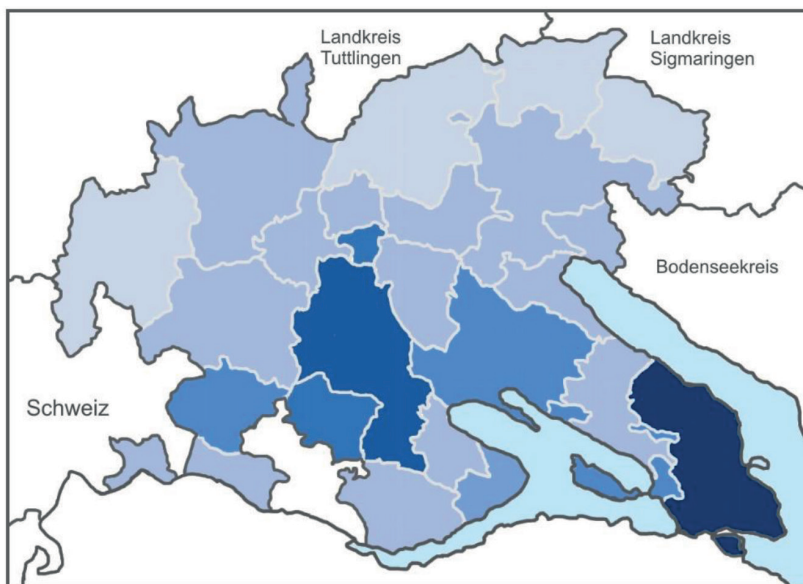 Landkreis
Tuttlingen
Landkreis
Sigmaringen
Bodenseekreis
Schweiz